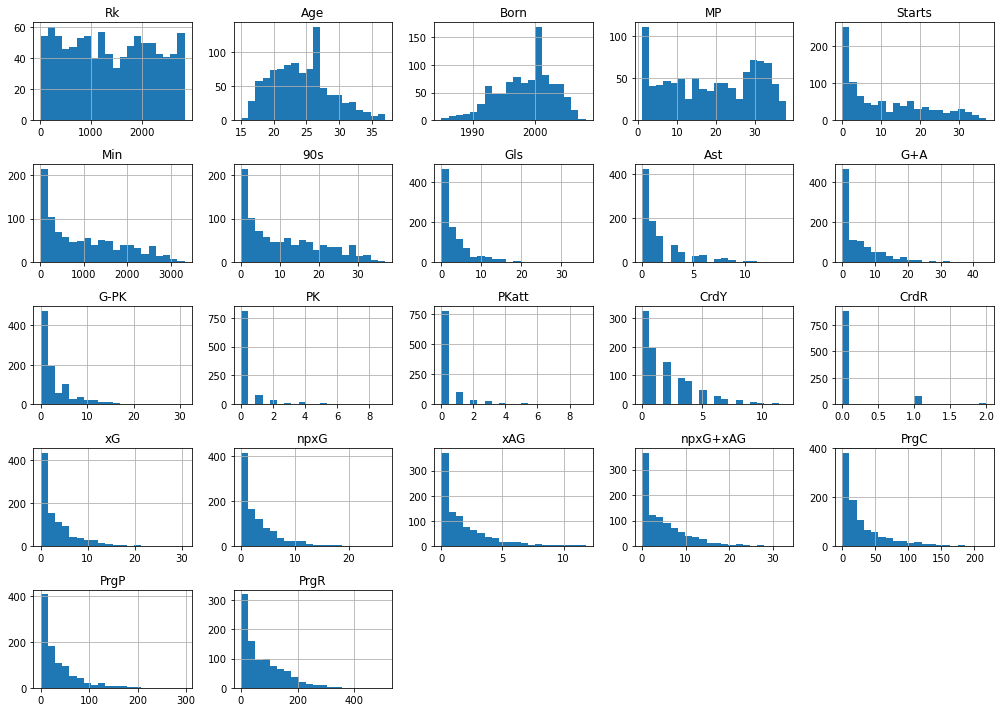 Rk Age Born MP Starts
60 40 20 0
0 1000 2000
100 50 0
15 20 25 30 35
150 100 50 0
1990 2000
100 50 0
0 10 20 30
200 100 0
0 10 20 30
Min 90s Gls Ast G+A
200 100 0
0 1000 2000 3000
200 100 0
0 10 20 30
400 200 0
0 10 20 30
400 200 0
0 5 10
400 200 0
0 10 20 30 40
G-PK PK PKatt CrdY CrdR
400 200 0
0 10 20 30
750 500 250 0
0 2 4 6 8
750 500 250 0
0 2 4 6 8
300 200 100 0
0 5 10
750 500 250 0
0.0 0.5 1.0 1.5 2.0
xG npxG xAG npxG+xAG PrgC
400 200 0
0 10 20 30
400 300 200 100 0
0 10 20
300 200 100 0
0 5 10
300 200 100 0
0 10 20 30
400 200 0
0 50 100 150 200
PrgP PrgR
400 200 0
0 100 200 300
300 200 100 0
0 200 400